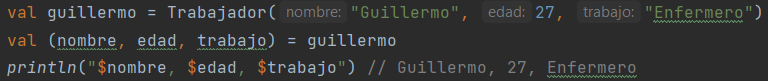 val guillermo = Trabajador( nombre: "Guillermo", edad: 27, trabajo: "Enfermero")
val (nombre, edad, trabajo) = guillermo
println("$nombre, $edad, $trabajo") // Guillermo, 27, Enfermero